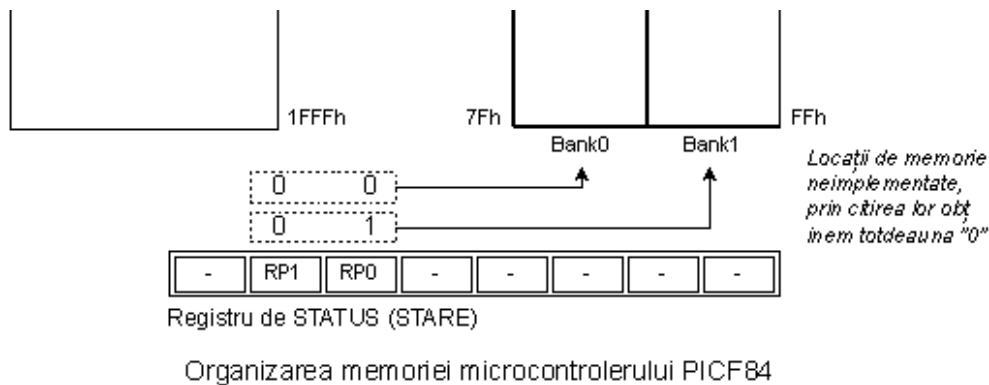 1FFFh 7Fh FFh
Bank0 Bank1
Locații de memorie
neimplementate,
prin citirea lor obț
inem totdeauna "0"
0 0
0 1
- RP1 RP0 - - - - -
Registru de STATUS (STARE)
Organizarea memoriei microcontrolerului PICF84